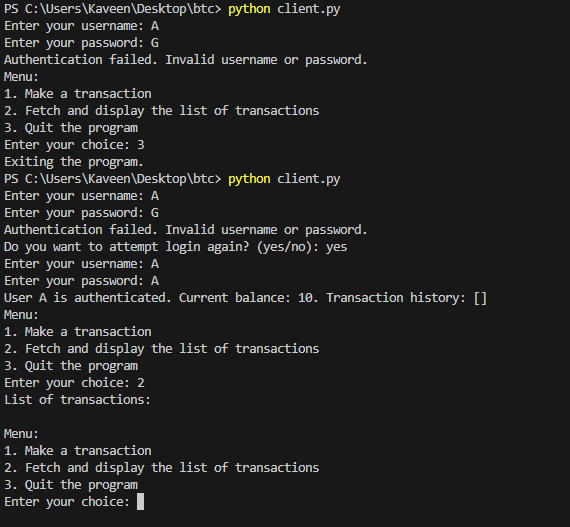 PS C:\Users\Kaveen\Desktop\btc> python client.py
Enter your username: A
Enter your password: G
Authentication failed. Invalid username or password.
Menu:
1. Make a transaction
2. Fetch and display the list of transactions
3. Quit the program
Enter your choice: 3
Exiting the program.
PS C:\Users\Kaveen\Desktop\btc> python client.py
Enter your username: A
Enter your password: G
Authentication failed. Invalid username or password.
Do you want to attempt login again? (yes/no): yes
Enter your username: A
Enter your password: A
User A is authenticated. Current balance: 10. Transaction history: []
Menu:
1. Make a transaction
2. Fetch and display the list of transactions
3. Quit the program
Enter your choice: 2
List of transactions:

Menu:
1. Make a transaction
2. Fetch and display the list of transactions
3. Quit the program
Enter your choice: